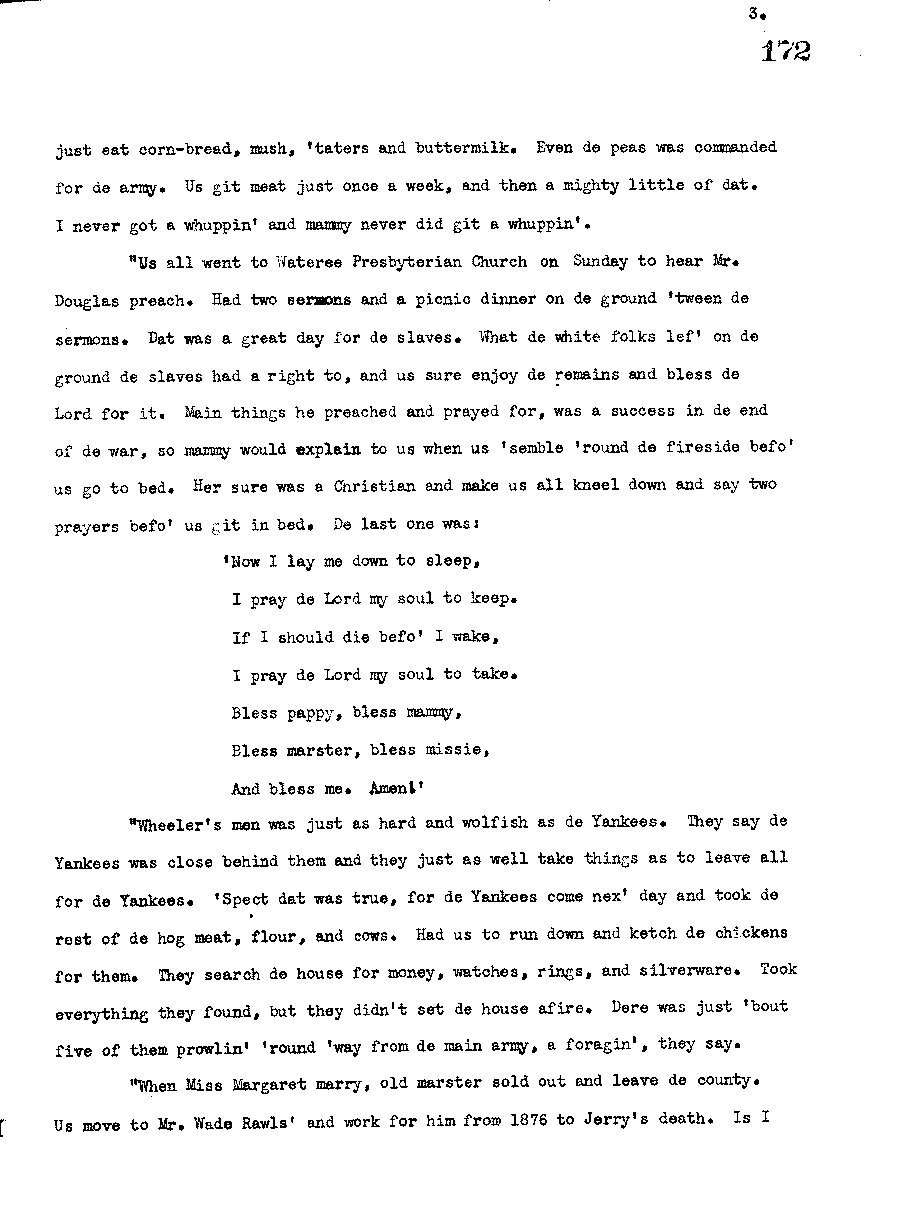 3.
172
just eat corn-bread, mush, 'taters and buttermilk. Even de peas was commanded
for de army. Us git meat just once a week, and then a mighty little of dat.
I never got a whuppin' and mammy never did git a whuppin'.
"Us all went to Wateree Presbyterian Church on Sunday to hear Mr.
Douglas preach. Had two sermons and a picnic dinner on de ground 'tween de
sermons. Dat was a great day for de slaves. What de white folks lef' on de
ground de slaves had a right to, and us sure enjoy de remains and bless de
Lord for it. Main things he preached and prayed for, was a success in de end
of de war, so mammy would explain to us when us 'semble 'round de fireside befo'
us go to bed. Her sure was a Christian and make us all kneel down and say two
prayers befo' us git in bed. De last one was:
'Now I lay me down to sleep,
I pray de Lord my soul to keep.
If I should die befo' I wake,
I pray de Lord my soul to take.
Bless pappy, bless mammy,
Bless marster, bless missie,
And bless me. Amen!'
"Wheeler's men was just as hard and wolfish as de Yankees. They say de
Yankees was close behind them and they just as well take things as to leave all
for de Yankees. 'Spect dat was true, for de Yankees come nex' day and took de
rest of de hog meat, flour, and cows. Had us to run down and ketch de chickens
for them. They search de house for money, watches, rings, and silverware. Took
everything they found, but they didn't set de house afire. Dere was just 'bout
five of them prowlin' 'round 'way from de main army, a foragin', they say.
"When Miss Margaret marry, old marster sold out and leave de county.
Us move to Mr. Wade Rawls' and work for him from 1876 to Jerry's death. Is I